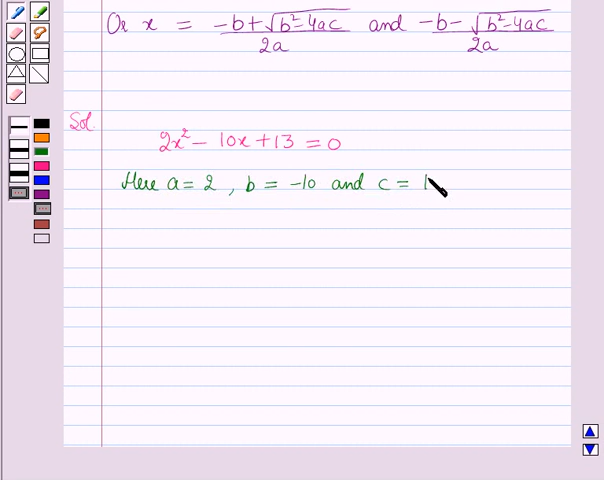 Or x = -b+√b²-4ac/2a and -b-√b²-4ac/2a
Sol
2x² - 10x + 13 = 0
Here a = 2 , b = -10 and c = 1